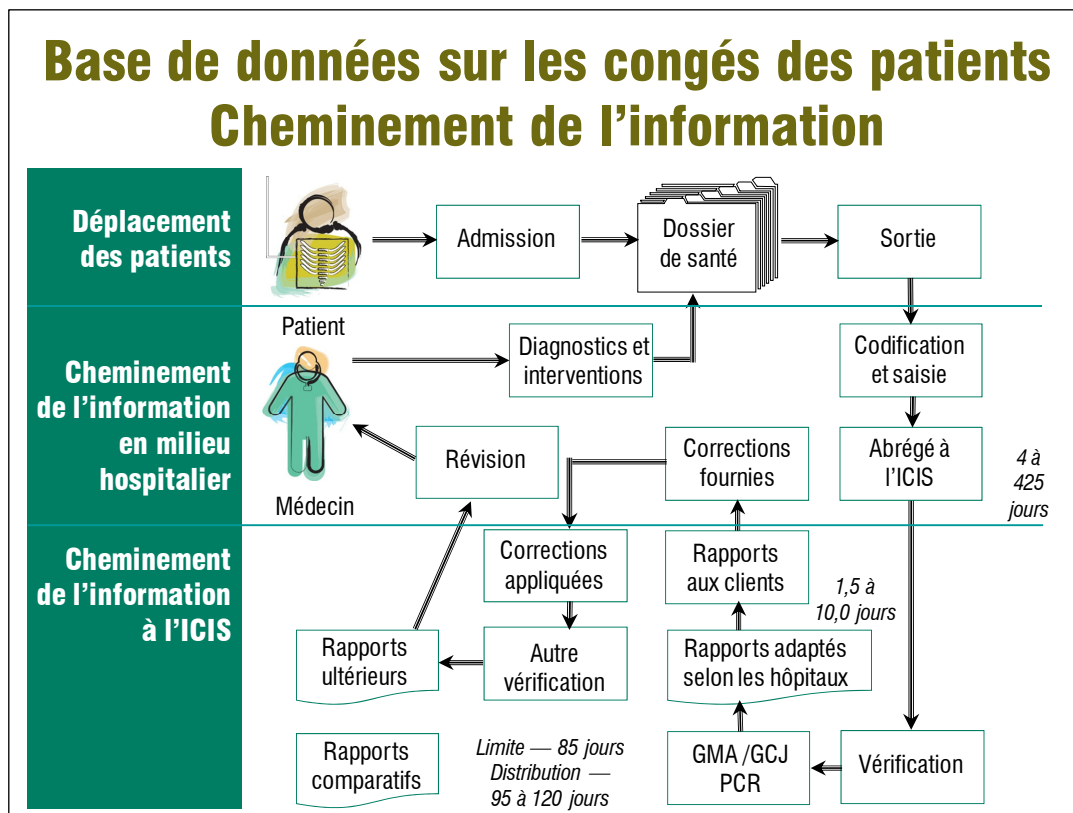 Base de données sur les congés des patients
Cheminement de l’information
Déplacement
des patients
Admission
Dossier
de santé
Sortie
Patient
Cheminement
de l’information
en milieu
hospitalier
Diagnostics et
interventions
Codification
et saisie
Révision
Corrections
fournies
Abrégé à
l’ICIS
4 à
425
jours
Médecin
Cheminement
de l’information
à l’ICIS
Corrections
appliquées
Rapports
aux clients
1,5 à
10,0 jours
Rapports
ultérieurs
Autre
vérification
Rapports adaptés
selon les hôpitaux
Rapports
comparatifs
Limite — 85 jours
Distribution —
95 à 120 jours
GMA /GCJ
PCR
Vérification